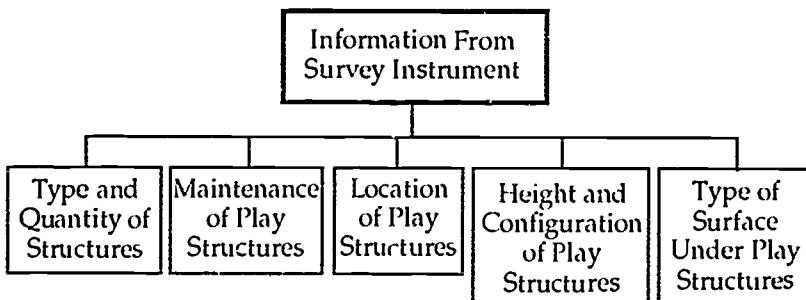 Information From
Survey Instrument
Type and
Quantity of
Structures
Maintenance
of Play
Structures
Location
of Play
Structures
Height and
Configuration
of Play
Structures
Type of
Surface
Under Play
Structures